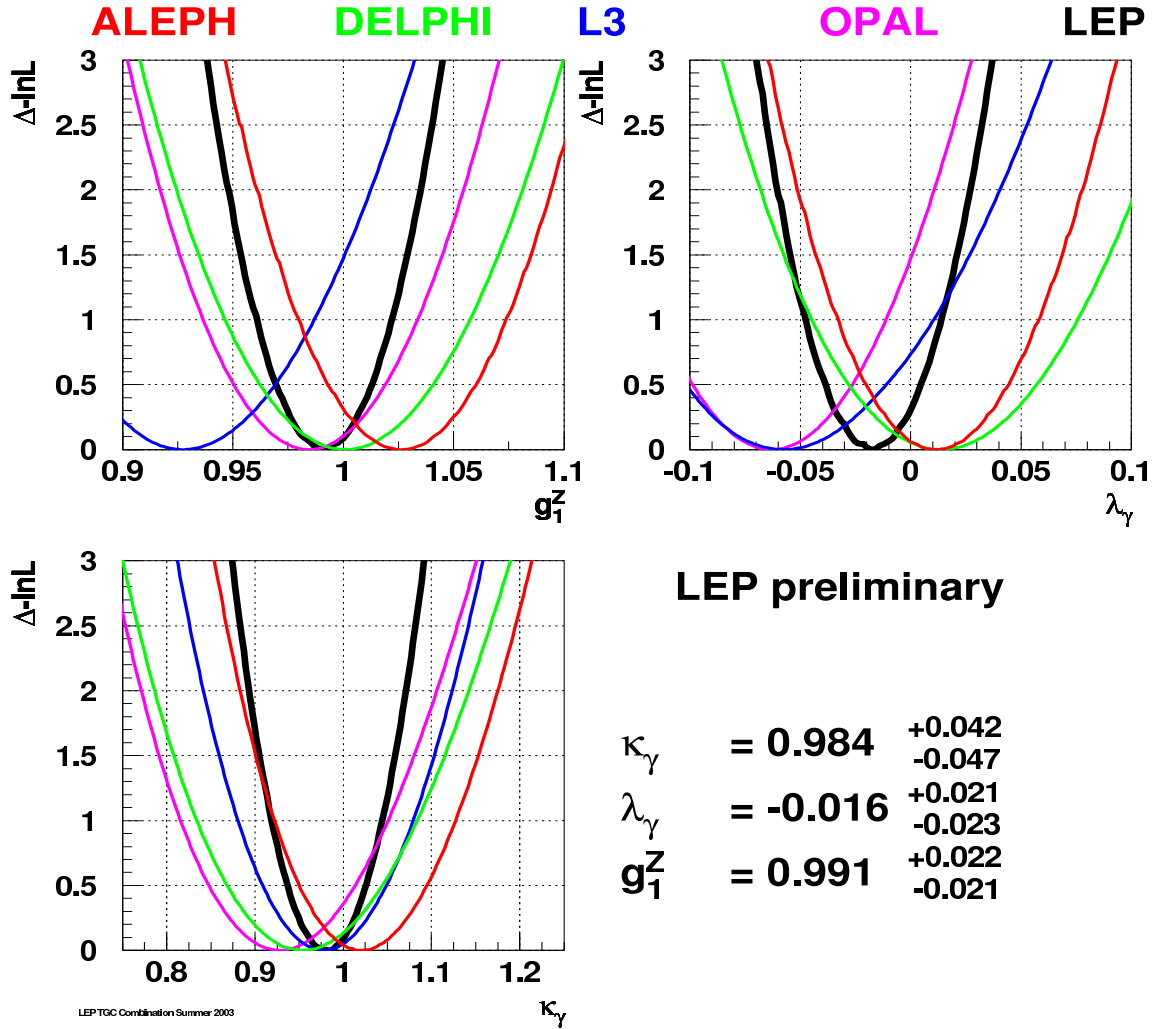 ALEPH DELPHI L3 OPAL LEP
Δ-lnL
3
2.5
2
1.5
1
0.5
0
0.9 0.95 1 1.05 1.1
g₁ᶻ
Δ-lnL
3
2.5
2
1.5
1
0.5
0
-0.1 -0.05 0 0.05 0.1
λᵧ
Δ-lnL
3
2.5
2
1.5
1
0.5
0
0.8 0.9 1 1.1 1.2
κᵧ
LEP preliminary
κᵧ = 0.984 +0.042 -0.047
λᵧ = -0.016 +0.021 -0.023
g₁ᶻ = 0.991 +0.022 -0.021
LEP TGC Combination Summer 2003